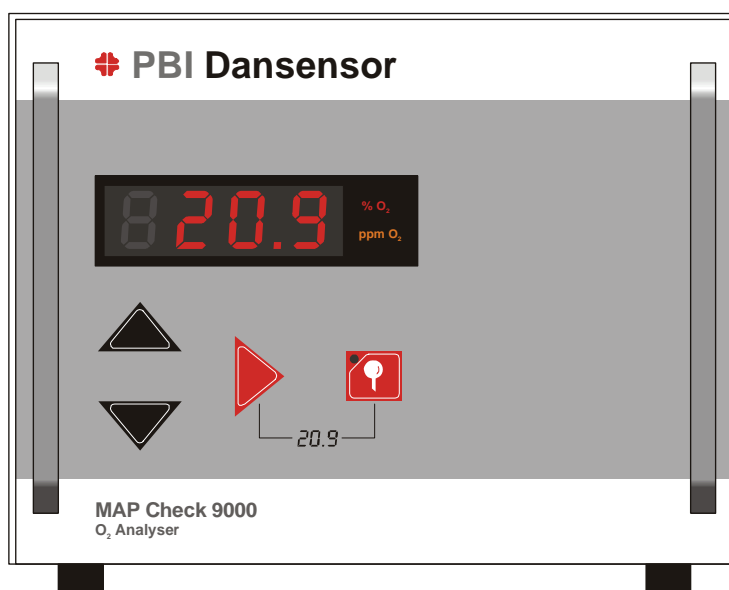 PBI Dansensor
20.9
% O₂
ppm O₂
20.9
MAP Check 9000
O₂ Analyser